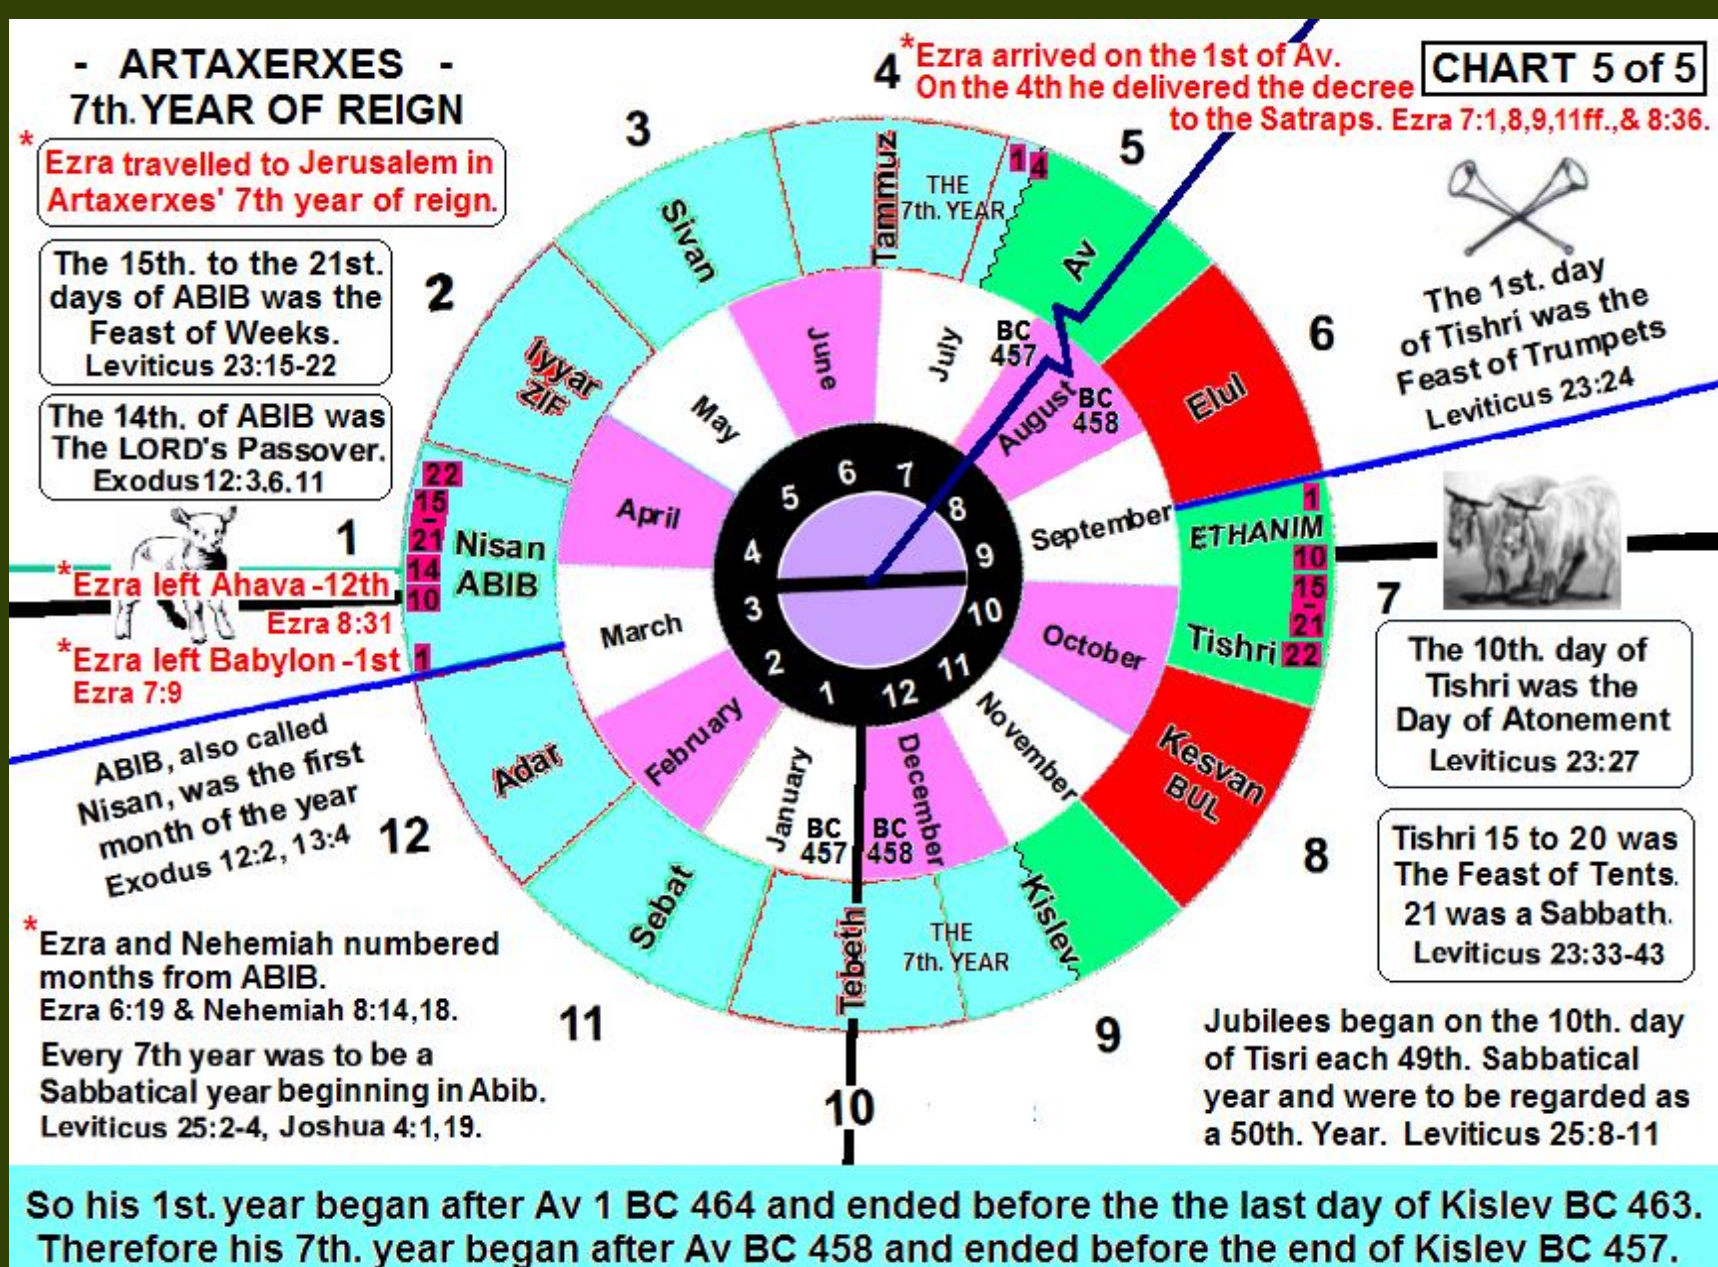 - ARTAXERXES -
7th. YEAR OF REIGN
*
Ezra travelled to Jerusalem in
Artaxerxes' 7th year of reign.
The 15th. to the 21st.
days of ABIB was the
Feast of Weeks.
Leviticus 23:15-22
The 14th. of ABIB was
The LORD's Passover.
Exodus 12:3.6.11
*Ezra left Ahava -12th
Ezra 8:31
*Ezra left Babylon -1st
Ezra 7:9
ABIB, also called
Nisan, was the first
month of the year
Exodus 12:2, 13:4
*Ezra and Nehemiah numbered
months from ABIB.
Ezra 6:19 & Nehemiah 8:14,18.
Every 7th year was to be a
Sabbatical year beginning in Abib.
Leviticus 25:2-4, Joshua 4:1,19.
*Ezra arrived on the 1st of Av.
On the 4th he delivered the decree
to the Satraps. Ezra 7:1,8,9,11ff.,& 8:36.
CHART 5 of 5
The 1st. day
of Tishri was the
Feast of Trumpets
Leviticus 23:24
The 10th. day of
Tishri was the
Day of Atonement
Leviticus 23:27
Tishri 15 to 20 was
The Feast of Tents.
21 was a Sabbath.
Leviticus 23:33-43
Jubilees began on the 10th. day
of Tisri each 49th. Sabbatical
year and were to be regarded as
a 50th. Year. Leviticus 25:8-11
1
2
3
4
5
6
7
8
9
10
11
12
Nisan
ABIB
22
15
-
21
14
10
1
Iyyar
ZIF
Sivan
Tammuz
THE
7th. YEAR
1
4
Av
Elul
ETHANIM
Tishri
1
10
15
-
21
22
Kesvan
BUL
Kislev
THE
7th. YEAR
Tebeth
Sebat
Adar
January
February
March
April
May
June
July
August
September
October
November
December
BC
457
BC
458
BC
457
BC
458
1
2
3
4
5
6
7
8
9
10
11
12
So his 1st. year began after Av 1 BC 464 and ended before the the last day of Kislev BC 463.
Therefore his 7th. year began after Av BC 458 and ended before the end of Kislev BC 457.